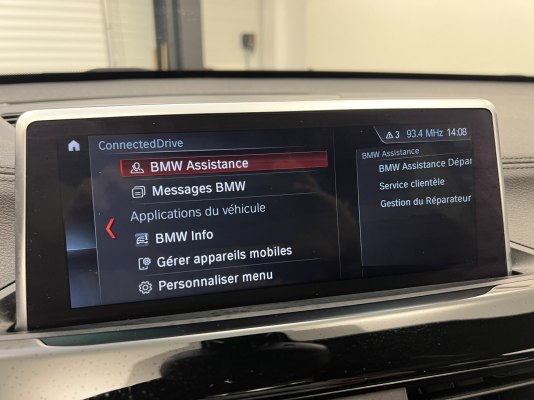 ConnectedDrive
3 93.4 MHz 14:08
BMW Assistance
Messages BMW
Applications du véhicule
BMW Info
Gérer appareils mobiles
Personnaliser menu
BMW Assistance
BMW Assistance Dépar
Service clientèle
Gestion du Réparateur